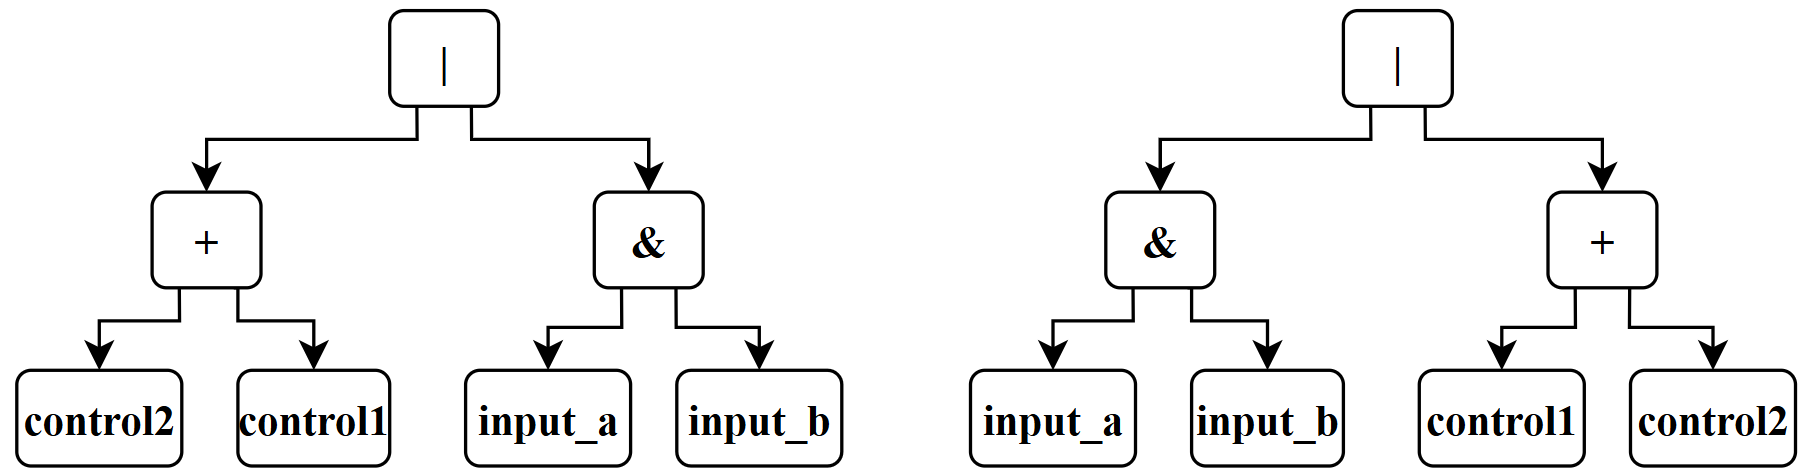 |
+
&
control2
control1
input_a
input_b
|
&
+
input_a
input_b
control1
control2